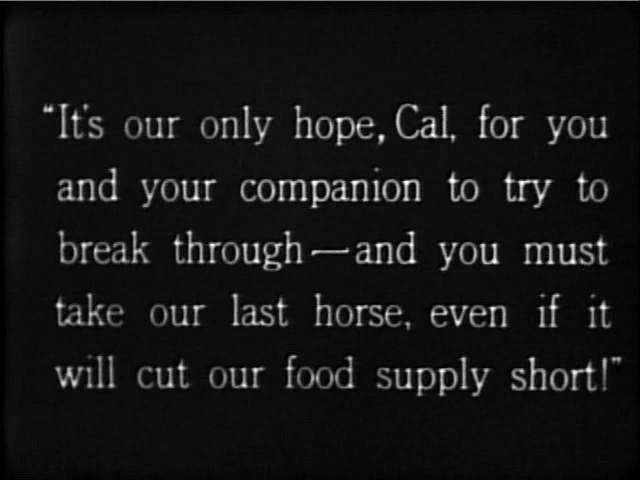 "It's our only hope, Cal, for you
and your companion to try to
break through—and you must
take our last horse, even if it
will cut our food supply short!"